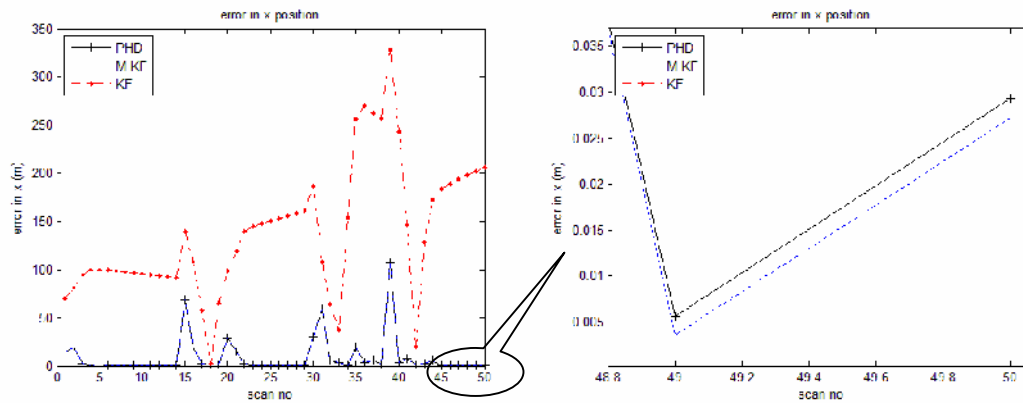 error in x position
350
300
250
200
150
100
50
0
PHD
M KF
KF
error in x (m)
0 5 10 15 20 25 30 35 40 45 50
scan no
error in x position
0.035
0.03
0.025
0.02
0.015
0.01
0.005
PHD
M KF
KF
error in x (m)
48.8 49 49.2 49.4 49.6 49.8 50
scan no